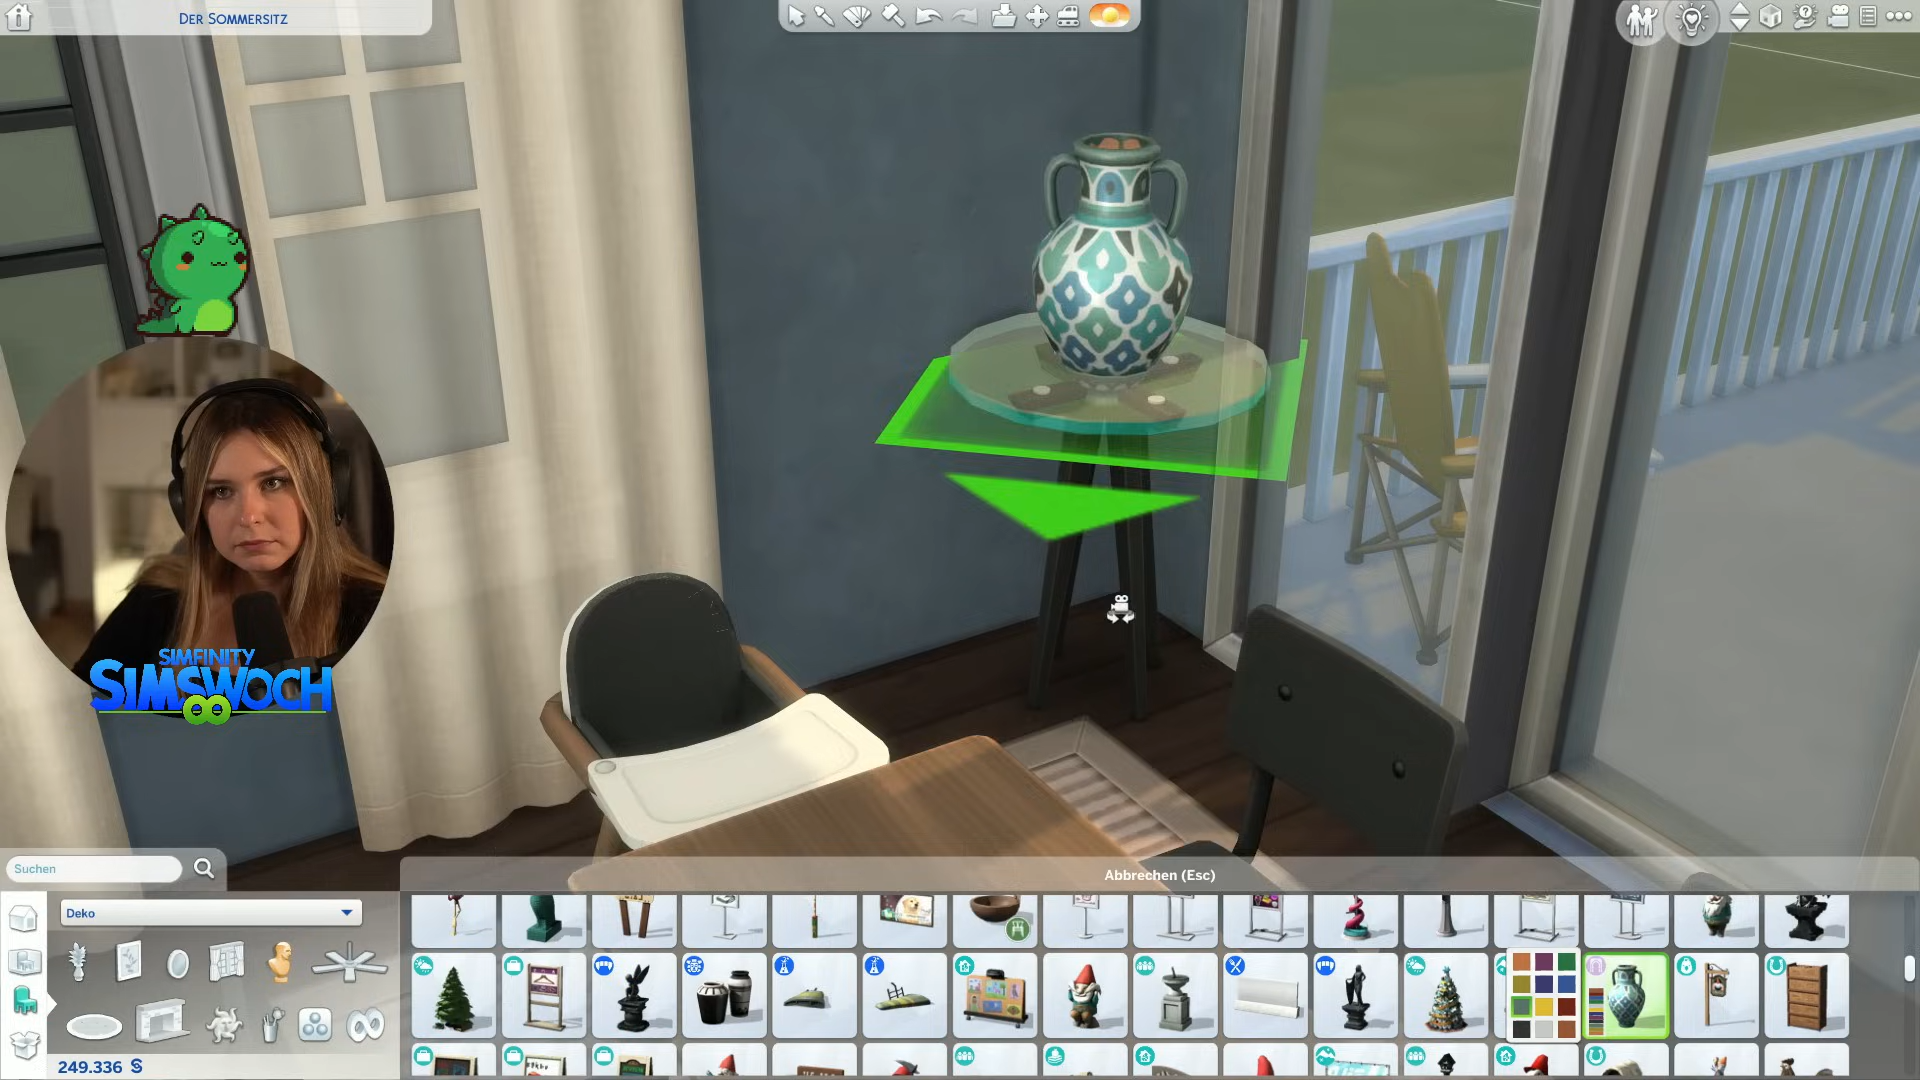 Der Sommersitz
SIMFINITY
SIMSWOCH
Suchen
Abbrechen (Esc)
Deko
249.336 S